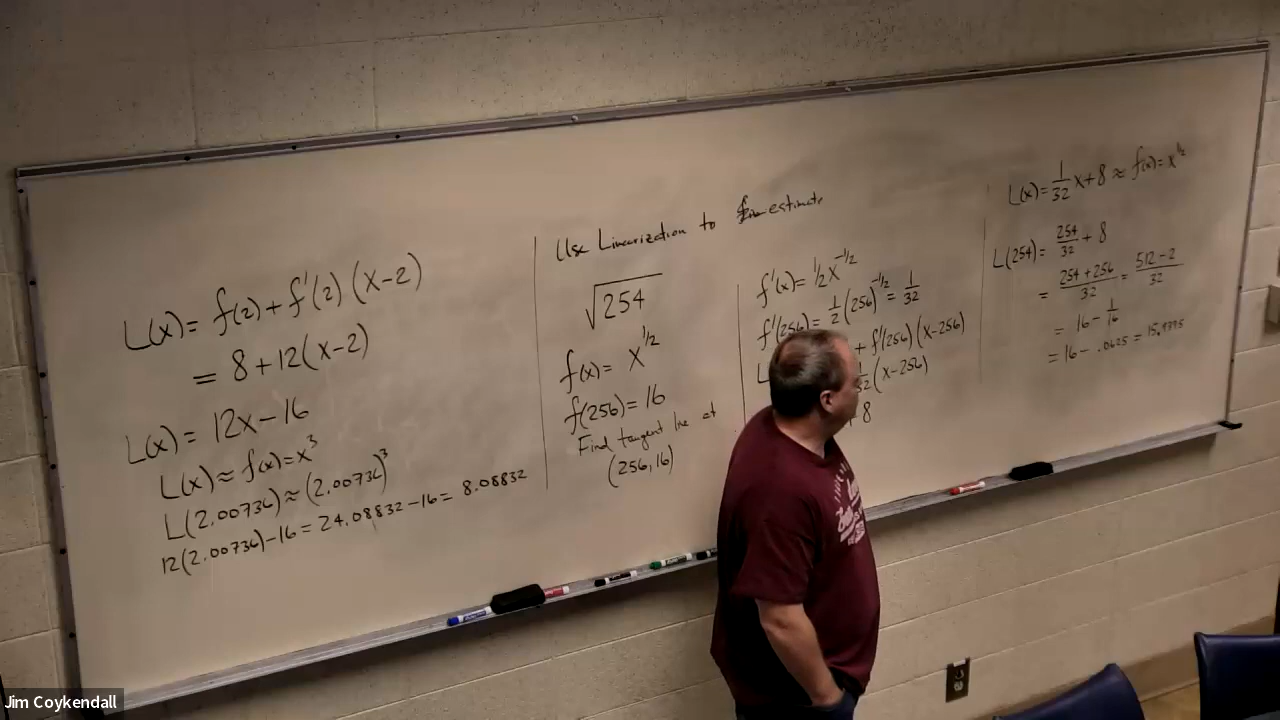 L(x) = f(2) + f'(2)(x-2)
= 8 + 12(x-2)
L(x) = 12x - 16
L(x) ≈ f(x) = x³
L(2.00736) ≈ (2.00736)³
12(2.00736) - 16 = 24.08832 - 16 = 8.08832
Use Linearization to estimate
√254
f(x) = x^1/2
f(256) = 16
Find tangent line at
(256, 16)
f'(x) = 1/2 x^-1/2
f'(256) = 1/2 (256)^-1/2 = 1/32
L + f'(256)(x-256)
(x-256)
+ 8
L(x) = 1/32 x + 8 ≈ f(x) = x^1/2
L(254) = 254/32 + 8
= 254+256/32 = 512-2/32
= 16 - 1/16
= 16 - .0625 = 15.9375
Jim Coykendall